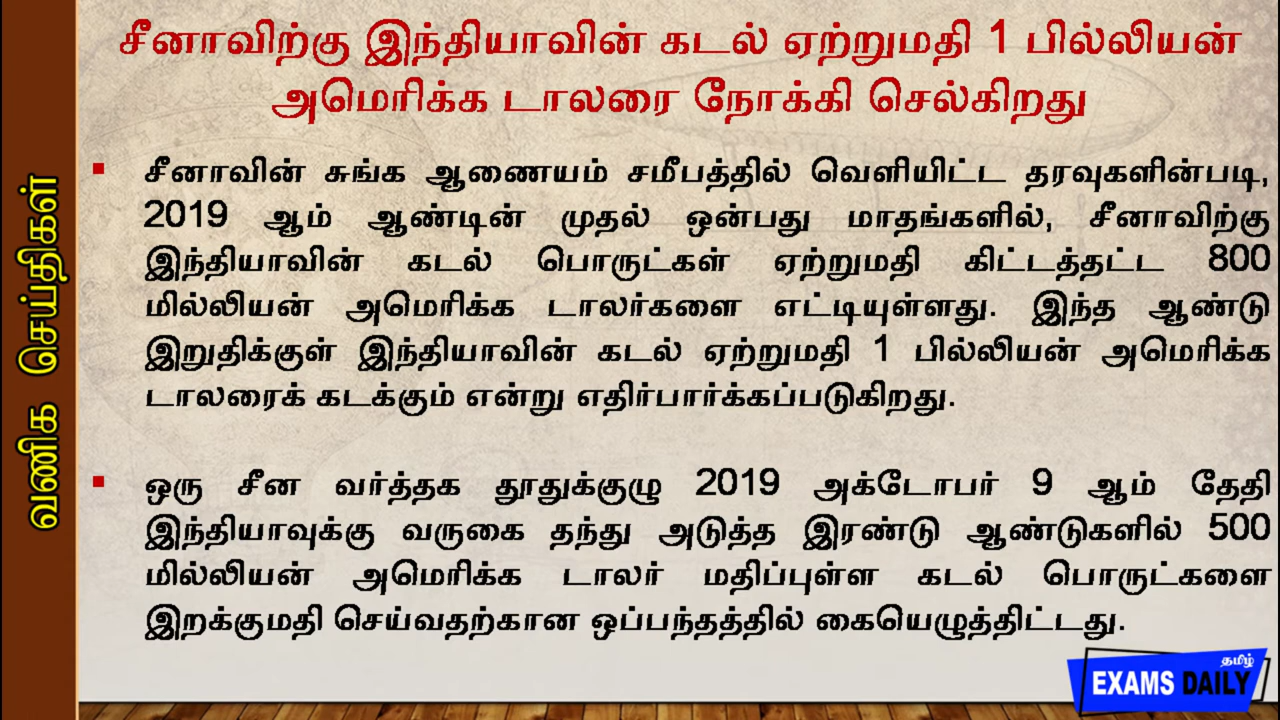 சீனாவிற்கு இந்தியாவின் கடல் ஏற்றுமதி 1 பில்லியன்
அமெரிக்க டாலரை நோக்கி செல்கிறது
வணிக செய்திகள்
▪ சீனாவின் சுங்க ஆணையம் சமீபத்தில் வெளியிட்ட தரவுகளின்படி,
2019 ஆம் ஆண்டின் முதல் ஒன்பது மாதங்களில், சீனாவிற்கு
இந்தியாவின் கடல் பொருட்கள் ஏற்றுமதி கிட்டத்தட்ட 800
மில்லியன் அமெரிக்க டாலர்களை எட்டியுள்ளது. இந்த ஆண்டு
இறுதிக்குள் இந்தியாவின் கடல் ஏற்றுமதி 1 பில்லியன் அமெரிக்க
டாலரைக் கடக்கும் என்று எதிர்பார்க்கப்படுகிறது.
▪ ஒரு சீன வர்த்தக தூதுக்குழு 2019 அக்டோபர் 9 ஆம் தேதி
இந்தியாவுக்கு வருகை தந்து அடுத்த இரண்டு ஆண்டுகளில் 500
மில்லியன் அமெரிக்க டாலர் மதிப்புள்ள கடல் பொருட்களை
இறக்குமதி செய்வதற்கான ஒப்பந்தத்தில் கையெழுத்திட்டது.
தமிழ்
EXAMS DAILY